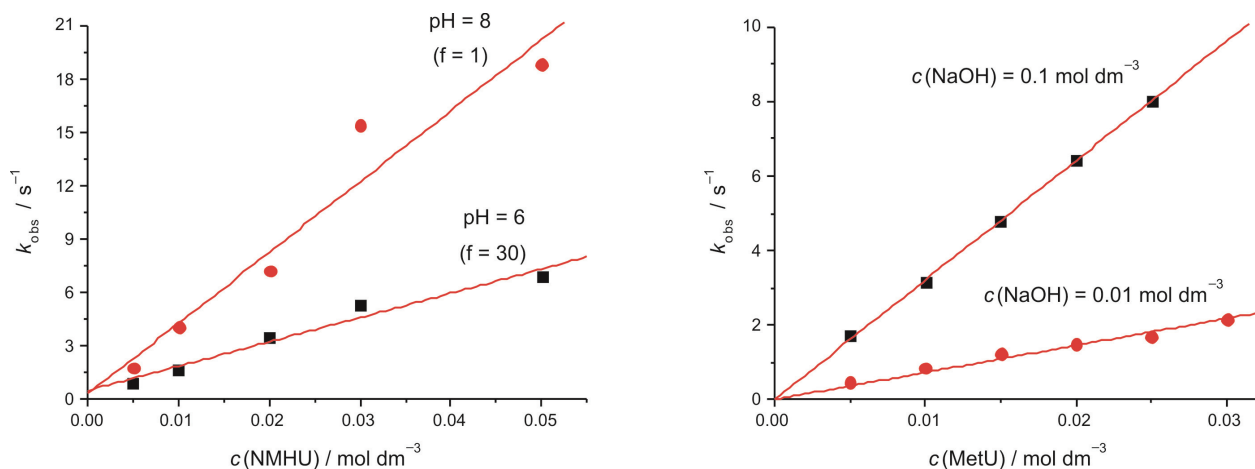 21
18
15
12
9
6
3
0
k_obs / s⁻¹
pH = 8
(f = 1)
pH = 6
(f = 30)
0.00
0.01
0.02
0.03
0.04
0.05
c(NMHU) / mol dm⁻³
10
8
6
4
2
0
k_obs / s⁻¹
c(NaOH) = 0.1 mol dm⁻³
c(NaOH) = 0.01 mol dm⁻³
0.00
0.01
0.02
0.03
c(MetU) / mol dm⁻³